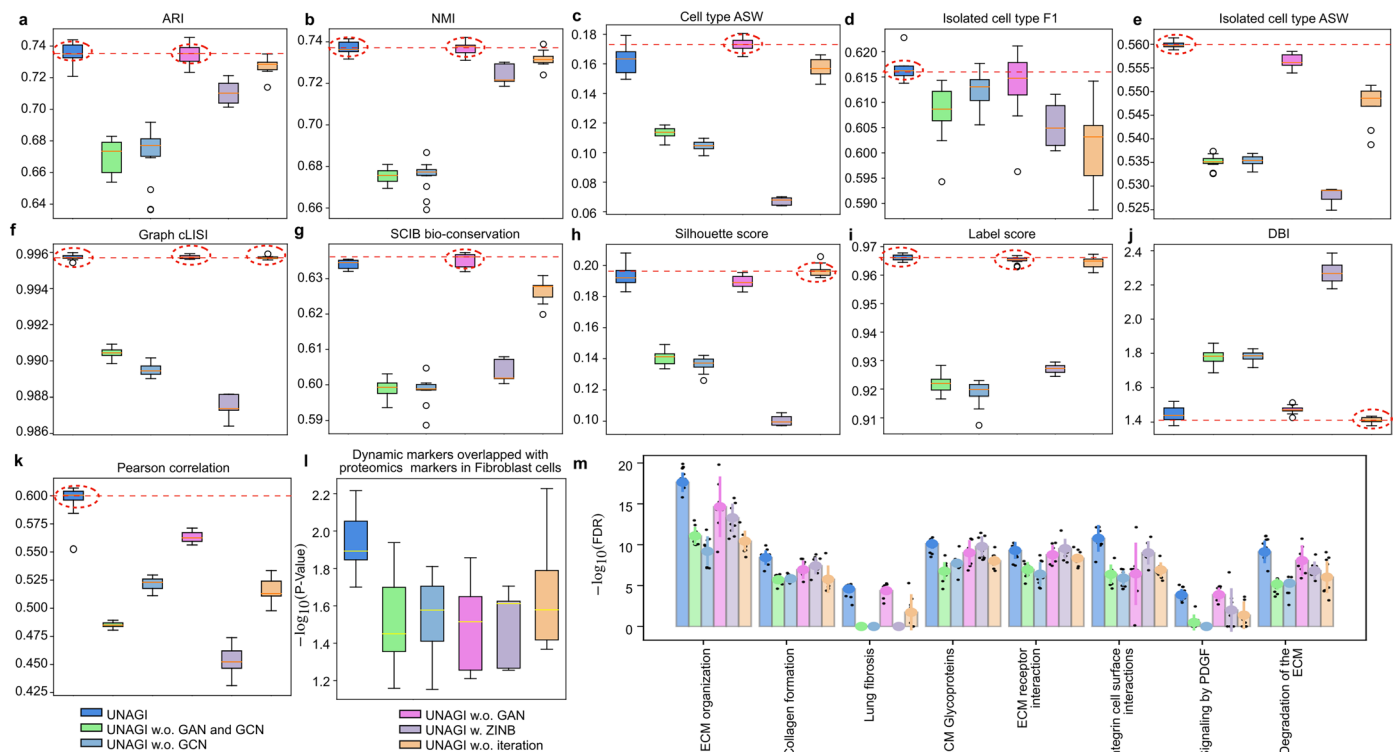 a
ARI
0.74
0.72
0.70
0.68
0.66
0.64
b
NMI
0.74
0.72
0.70
0.68
0.66
c
Cell type ASW
0.16
0.14
0.12
0.10
0.08
0.06
d
Isolated cell type F1
0.620
0.615
0.610
0.605
0.600
0.595
0.590
e
Isolated cell type ASW
0.560
0.555
0.550
0.545
0.540
0.535
0.530
0.525
f
Graph cLISI
0.996
0.994
0.992
0.990
0.988
0.986
g
SCIB bio-conservation
0.63
0.62
0.61
0.60
0.59
h
Silhouette score
0.20
0.18
0.16
0.14
0.12
0.10
i
Label score
0.97
0.96
0.95
0.94
0.93
0.92
0.91
j
DBI
2.4
2.2
2.0
1.8
1.6
1.4
k
Pearson correlation
0.600
0.575
0.550
0.525
0.500
0.475
0.450
0.425
l
Dynamic markers overlapped with
proteomics markers in Fibroblast cells
−log10(P-Value)
2.2
2.0
1.8
1.6
1.4
1.2
m
−log10(FDR)
20
15
10
5
0
ECM organization
Collagen formation
Lung fibrosis
CM Glycoproteins
ECM receptor
interaction
ntegrin cell surface
interactions
ignaling by PDGF
Degradation of the
ECM
UNAGI
UNAGI w.o. GAN and GCN
UNAGI w.o. GCN
UNAGI w.o. GAN
UNAGI w. ZINB
UNAGI w.o. iteration